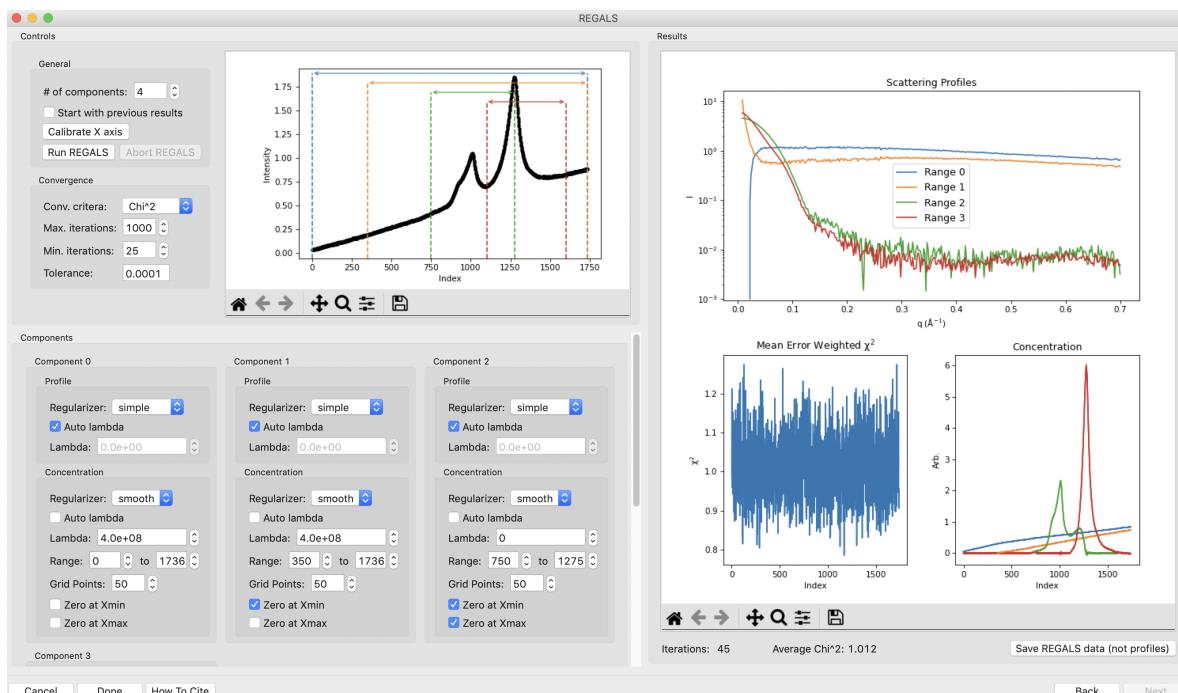 REGALS
Controls
General
# of components: 4
Start with previous results
Calibrate X axis
Run REGALS Abort REGALS
Convergence
Conv. critera: Chi^2
Max. iterations: 1000
Min. iterations: 25
Tolerance: 0.0001
Intensity
1.75
1.50
1.25
1.00
0.75
0.50
0.25
0.00
0 250 500 750 1000 1250 1500 1750
Index
Components
Component 0
Profile
Regularizer: simple
Auto lambda
Lambda: 0.0e+00
Concentration
Regularizer: smooth
Auto lambda
Lambda: 4.0e+08
Range: 0 to 1736
Grid Points: 50
Zero at Xmin
Zero at Xmax
Component 1
Profile
Regularizer: simple
Auto lambda
Lambda: 0.0e+00
Concentration
Regularizer: smooth
Auto lambda
Lambda: 4.0e+08
Range: 350 to 1736
Grid Points: 50
Zero at Xmin
Zero at Xmax
Component 2
Profile
Regularizer: simple
Auto lambda
Lambda: 0.0e+00
Concentration
Regularizer: smooth
Auto lambda
Lambda: 0
Range: 750 to 1275
Grid Points: 50
Zero at Xmin
Zero at Xmax
Component 3
Results
Scattering Profiles
I
10¹
10⁰
10⁻¹
10⁻²
10⁻³
Range 0
Range 1
Range 2
Range 3
0.0 0.1 0.2 0.3 0.4 0.5 0.6 0.7
q (Å⁻¹)
Mean Error Weighted χ²
χ²
1.2
1.1
1.0
0.9
0.8
0 500 1000 1500
Index
Concentration
Arb.
6
5
4
3
2
1
0
0 500 1000 1500
Index
Iterations: 45 Average Chi^2: 1.012 Save REGALS data (not profiles)
Cancel Done How To Cite Back Next